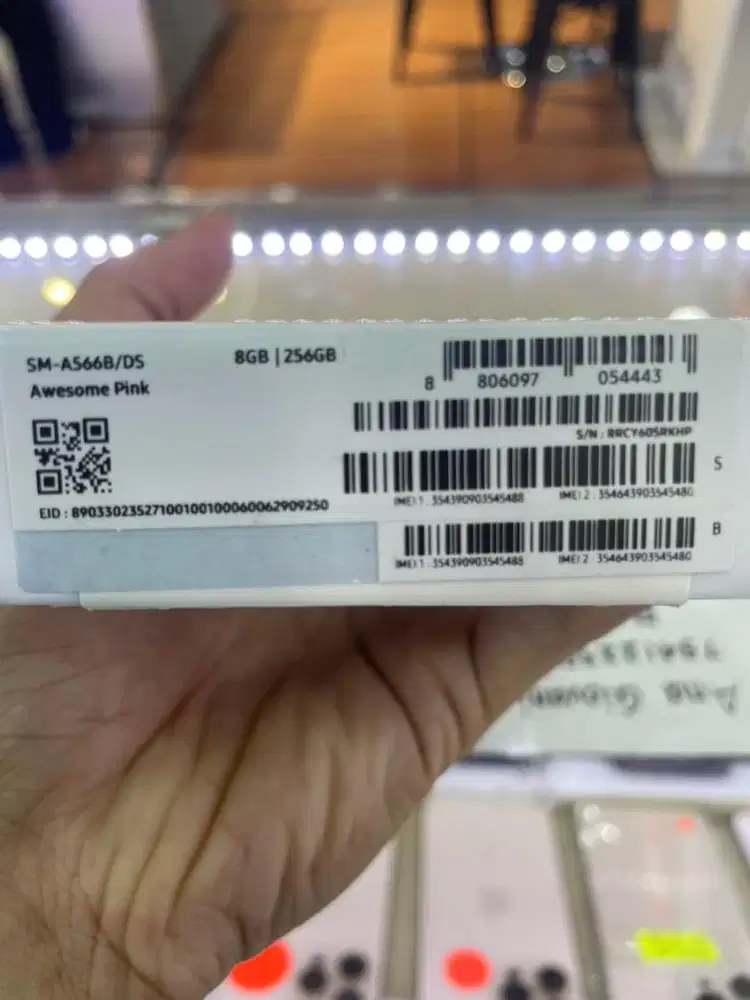 SM-A566B/DS
8GB | 256GB
Awesome Pink
8 806097 054443
S/N : RRCY605RKHP
S
IMEI 1 : 354390903545488 IMEI 2 : 354643903545480
EID : 89033023527100100100060062909250
B
IMEI 1 : 354390903545488 IMEI 2 : 354643903545480